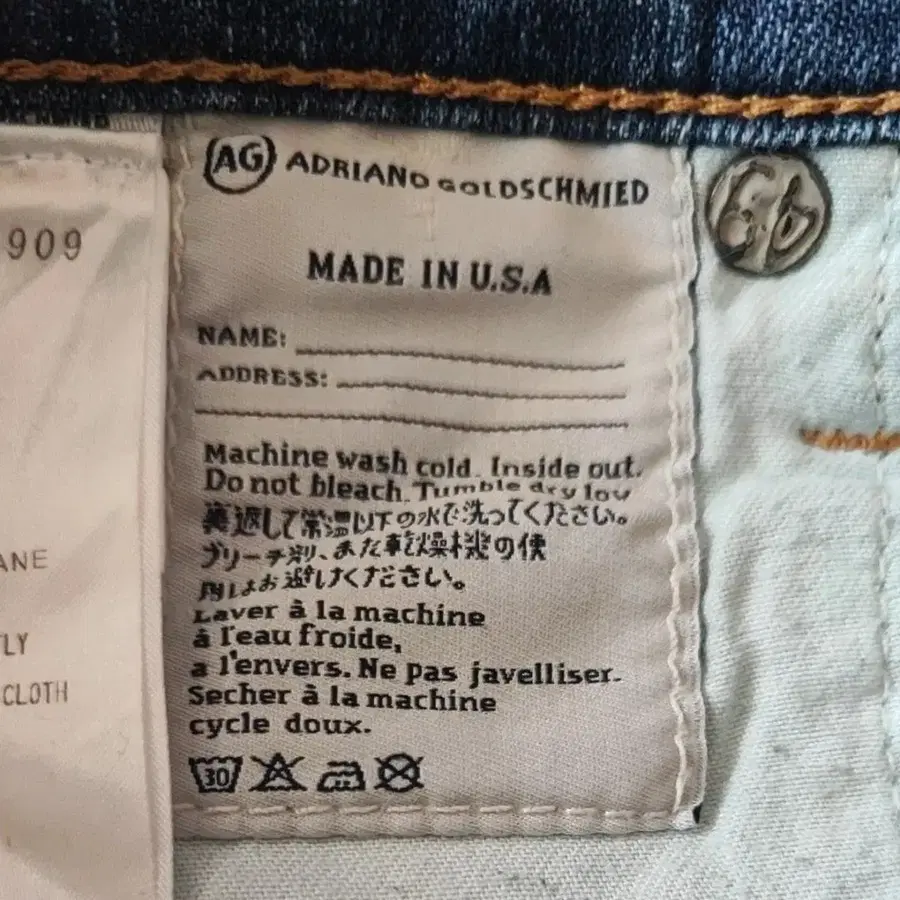 909
ANE
LY
CLOTH
AG ADRIANO GOLDSCHMIED
MADE IN U.S.A
NAME:
ADDRESS:
Machine wash cold. Inside out.
Do not bleach. Tumble dry low
裏返して常温以下の水で洗ってください。
ブリーチ剤、また乾燥機の使
用はお避けください。
Laver à la machine
à l'eau froide,
a l'envers. Ne pas javelliser.
Secher à la machine
cycle doux.
30